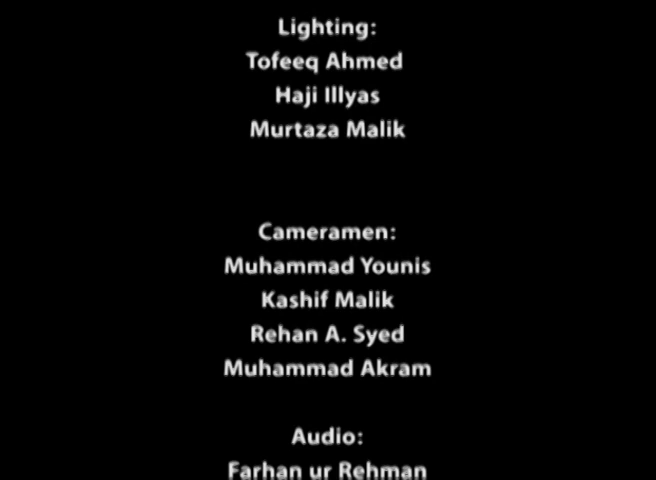 Lighting:
Tofeeq Ahmed
Haji Illyas
Murtaza Malik
Cameramen:
Muhammad Younis
Kashif Malik
Rehan A. Syed
Muhammad Akram
Audio:
Farhan ur Rehman